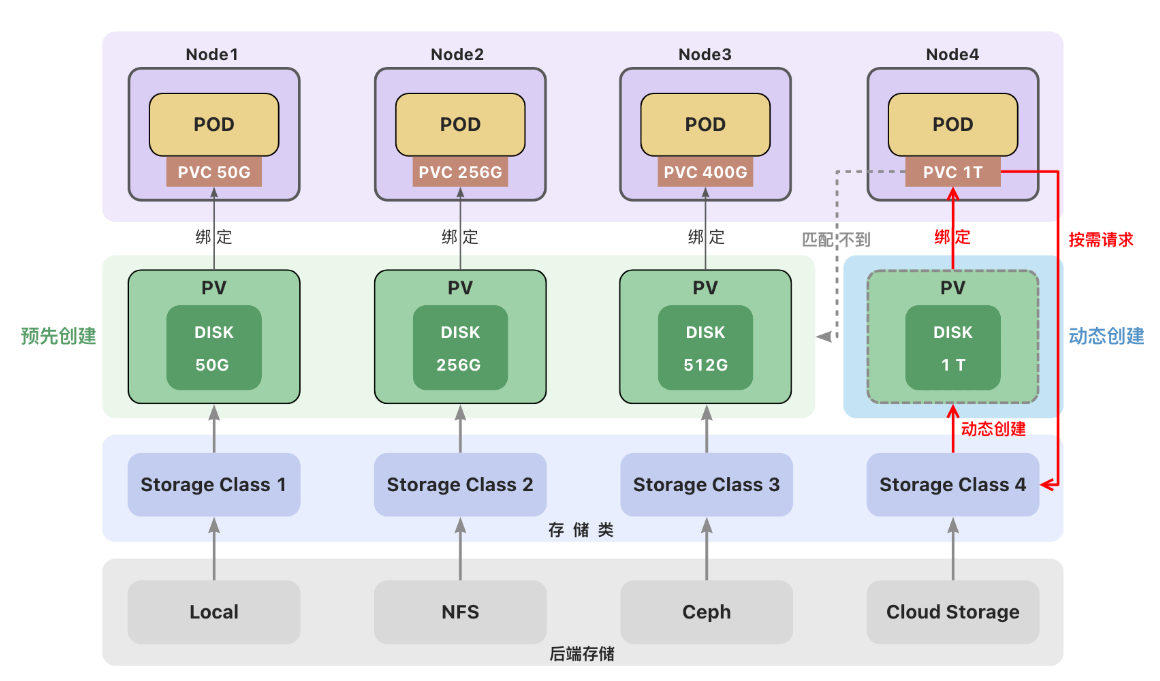 Node1
Node2
Node3
Node4
POD
POD
POD
POD
PVC 50G
PVC 256G
PVC 400G
PVC 1T
绑 定
绑 定
绑 定
匹配 不到
绑 定
按需请求
预先创建
PV
DISK
50G
PV
DISK
256G
PV
DISK
512G
PV
DISK
1 T
动态创建
动态创建
Storage Class 1
Storage Class 2
Storage Class 3
Storage Class 4
存 储 类
Local
NFS
Ceph
Cloud Storage
后端存储